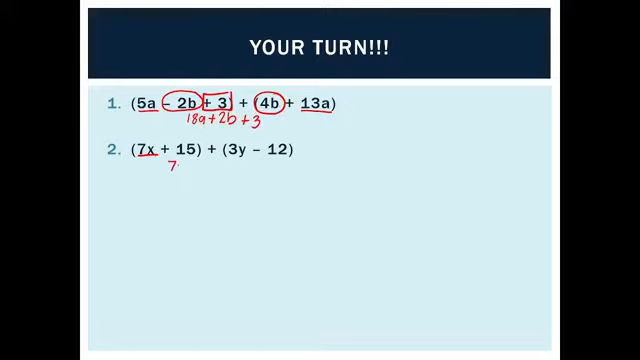 YOUR TURN!!!
1. (5a – 2b + 3) + (4b + 13a)
18a + 2b + 3
2. (7x + 15) + (3y – 12)
7